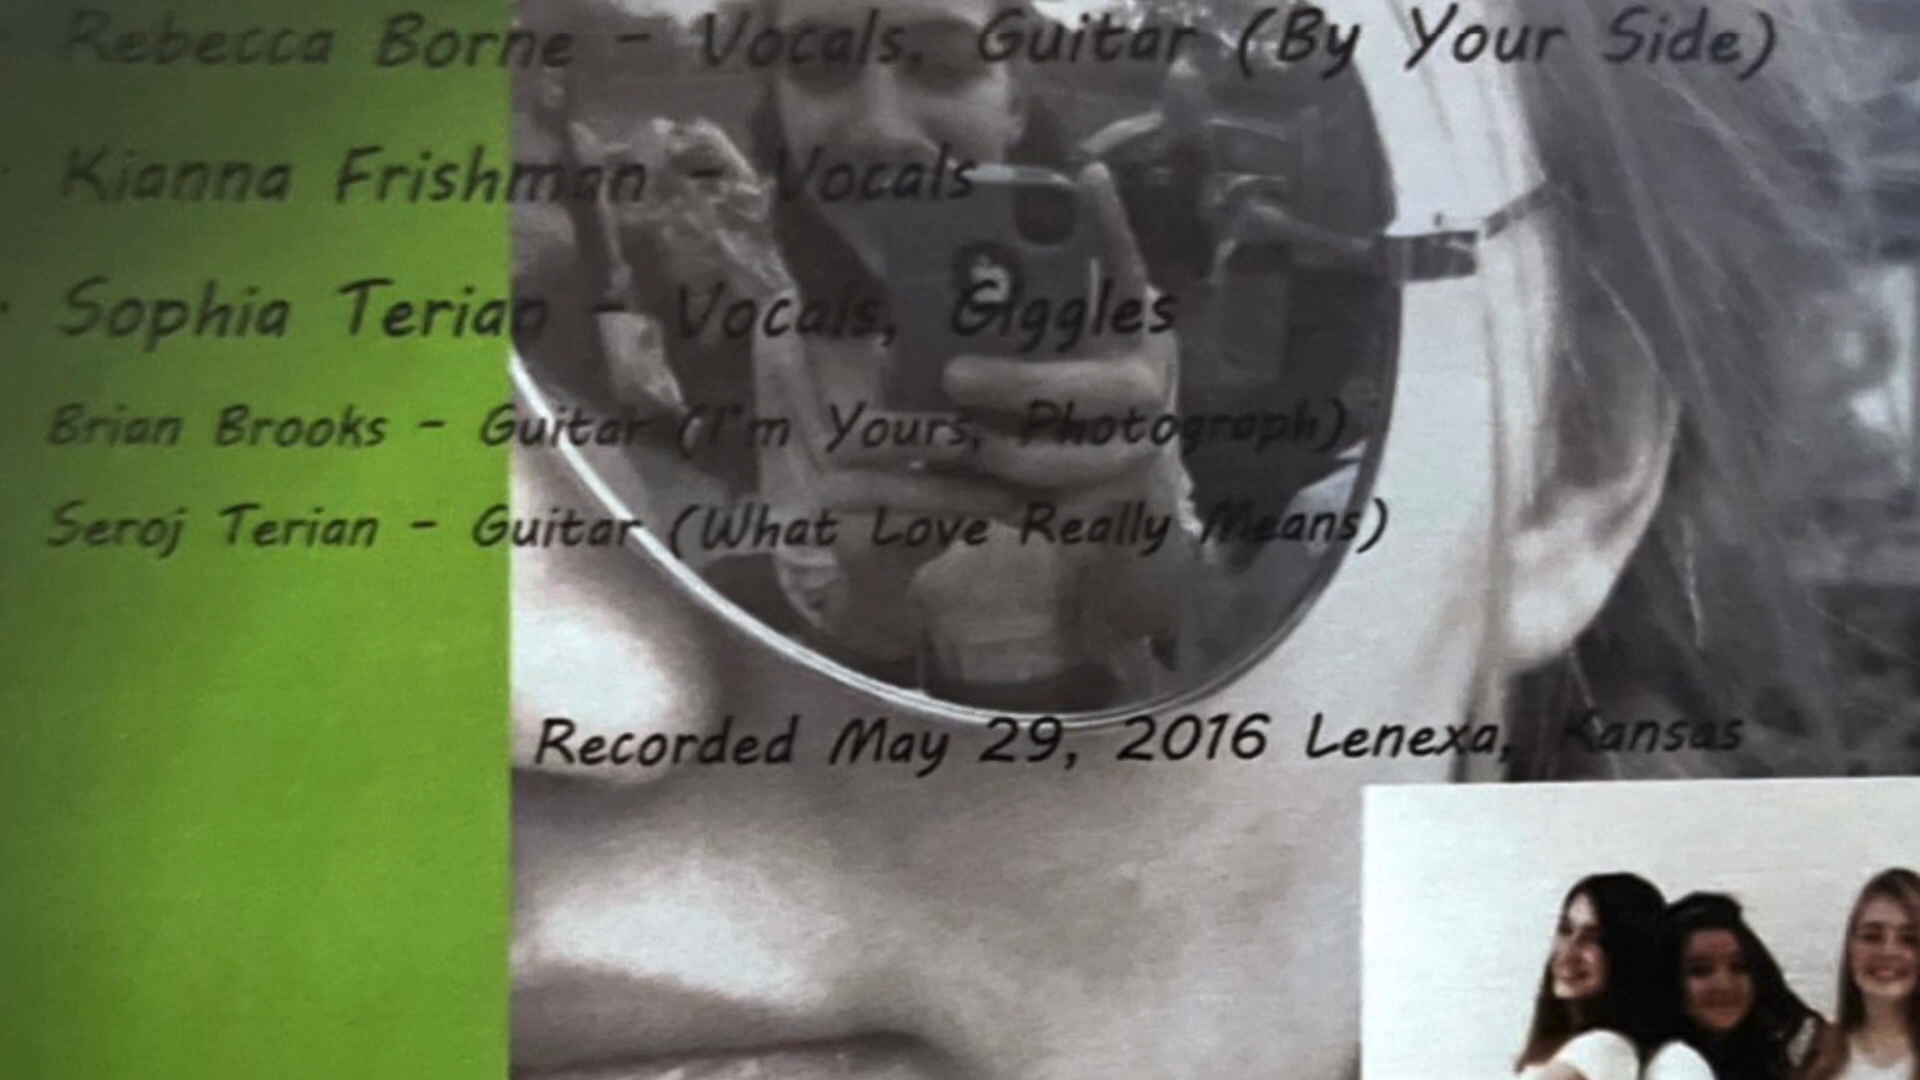 Rebecca Borne - Vocals, Guitar (By Your Side)
Kianna Frishman - Vocals
Sophia Terian - Vocals, Giggles
Brian Brooks - Guitar (I'm Yours, Photograph)
Seroj Terian - Guitar (What Love Really Means)
Recorded May 29, 2016 Lenexa, Kansas